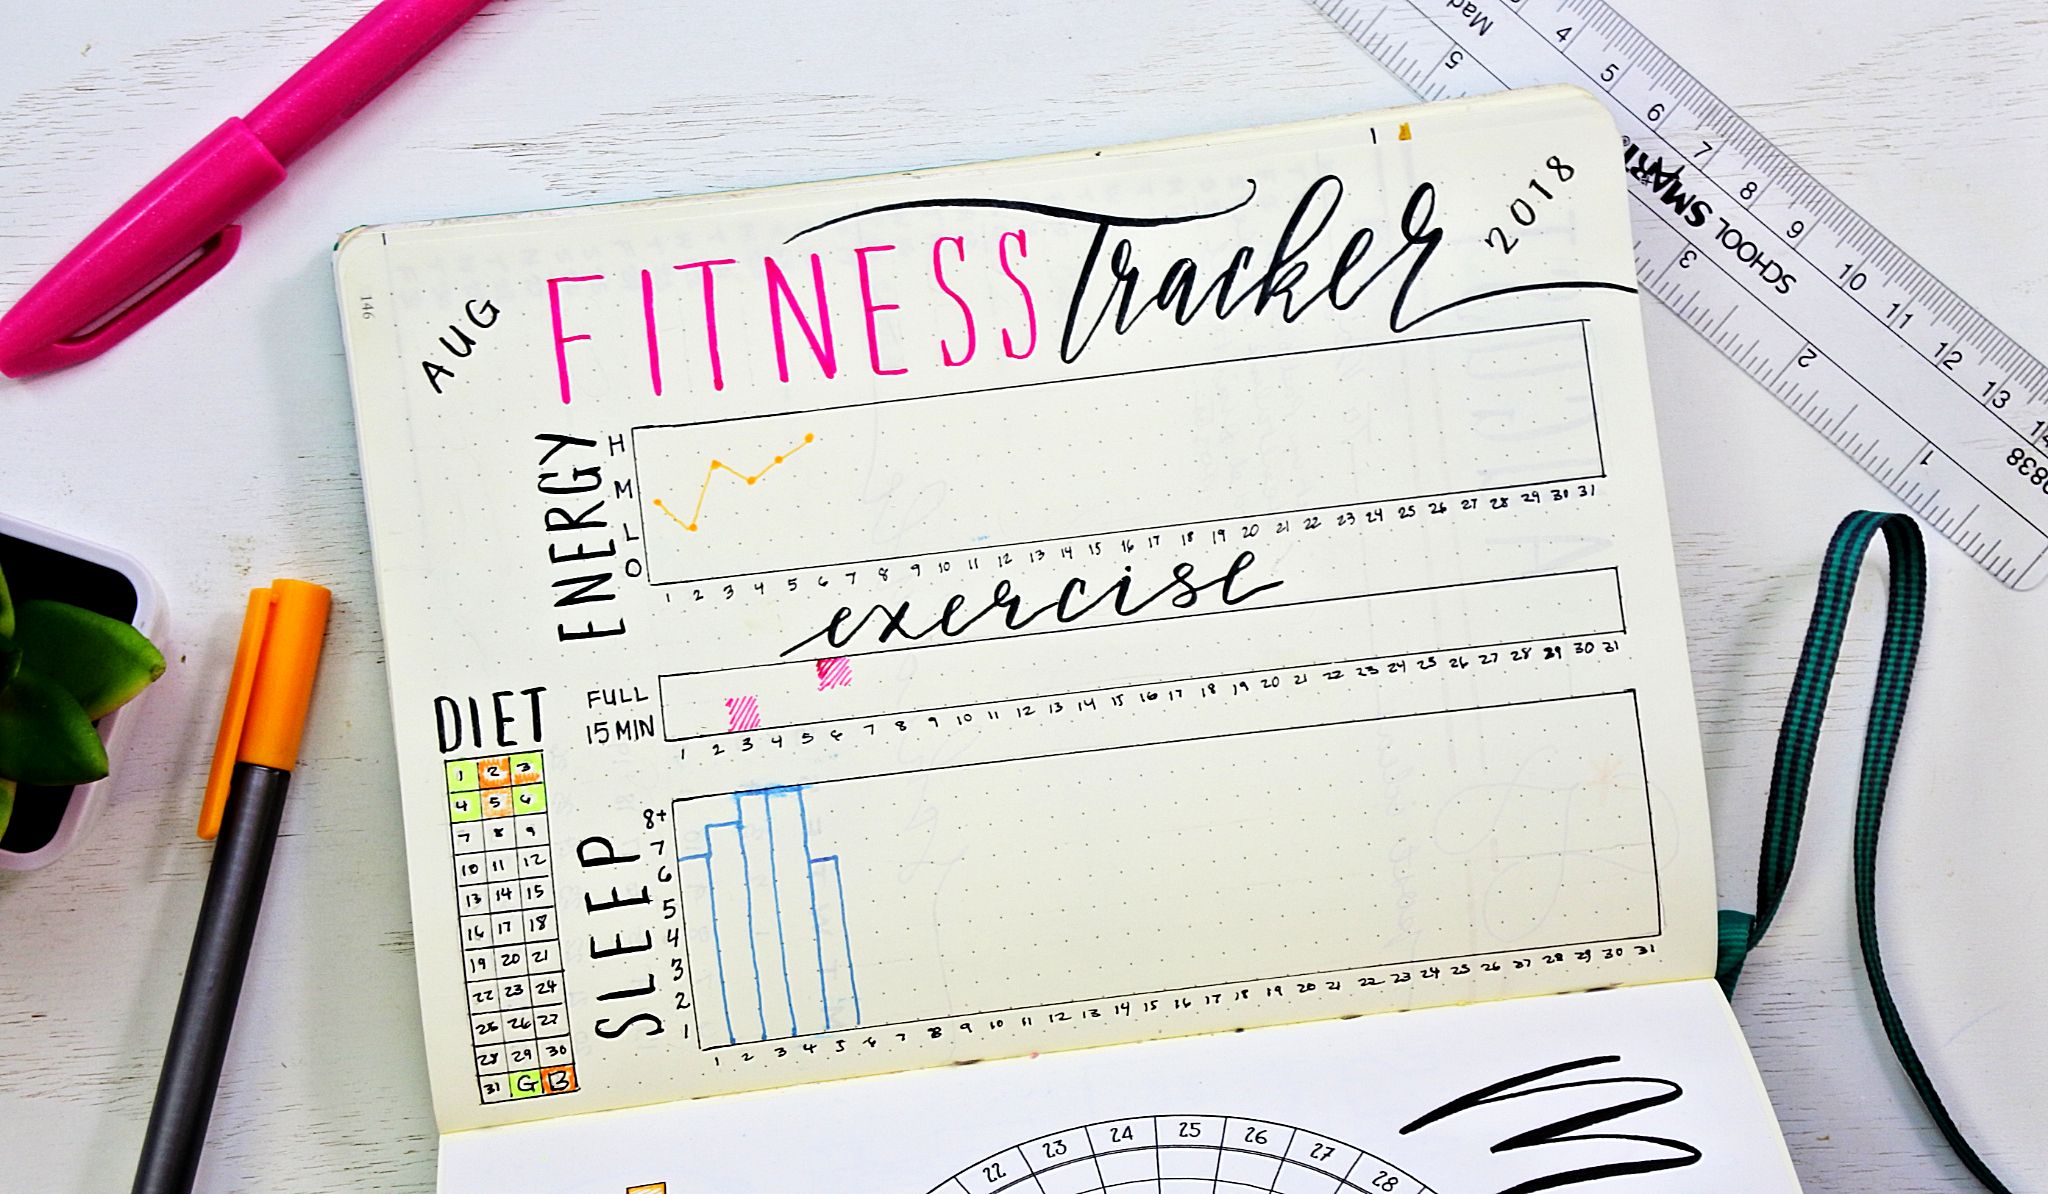 146
AUG
FITNESS Tracker
2018
ENERGY
H
M
L
O
1 2 3 4 5 6 7 8 9 10 11 12 13 14 15 16 17 18 19 20 21 22 23 24 25 26 27 28 29 30 31
exercise
FULL
15 MIN
1 2 3 4 5 6 7 8 9 10 11 12 13 14 15 16 17 18 19 20 21 22 23 24 25 26 27 28 29 30 31
DIET
1 2 3
4 5 6
7 8 9
10 11 12
13 14 15
16 17 18
19 20 21
22 23 24
25 26 27
28 29 30
31 G B
SLEEP
8+
7
6
5
4
3
2
1
1 2 3 4 5 6 7 8 9 10 11 12 13 14 15 16 17 18 19 20 21 22 23 24 25 26 27 28 29 30 31
22 23 24 25 26 27 28
Mad
4 5 6 7 8 9 10 11 12 13 14
SCHOOL SMART
5 3 2 1